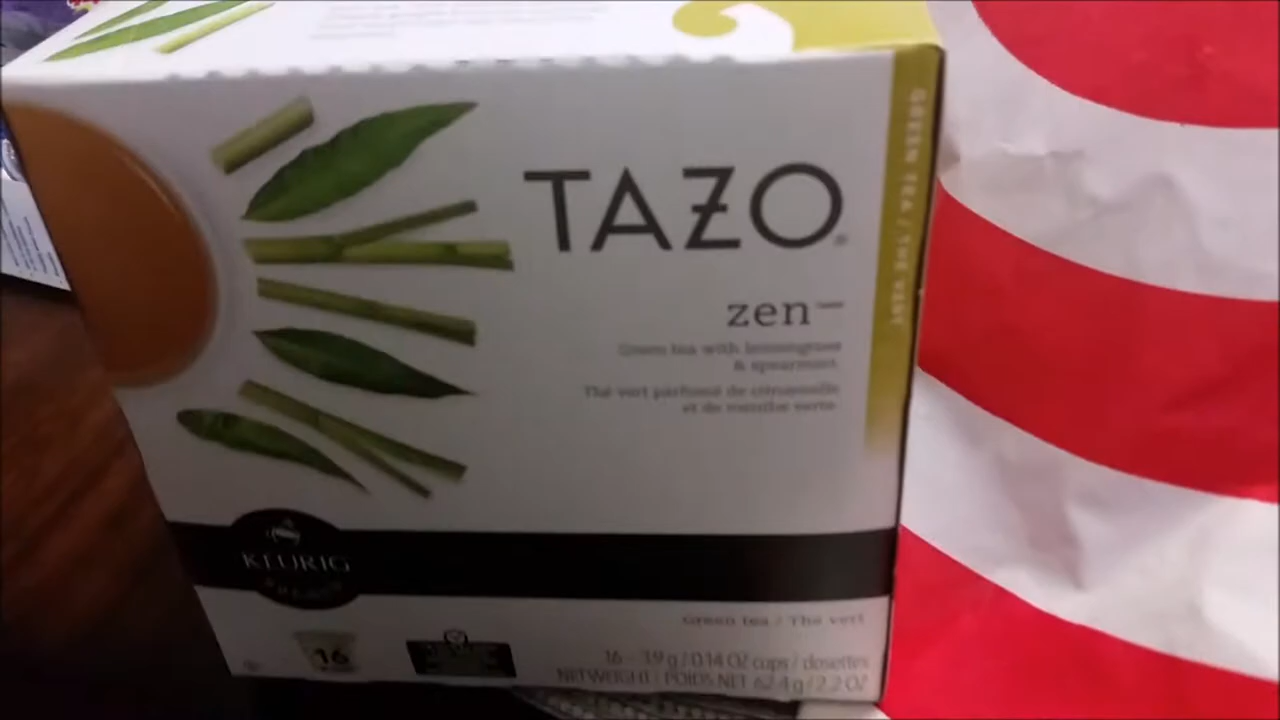 TAZO
zen™
Green tea with lemongrass
& spearmint
Thé vert parfumé de citronnelle
et de menthe verte
GREEN TEA / THÉ VERT
KEURIG
BREWED
Green tea / Thé vert
16
16 - 3.9 g / 0.14 OZ cups / dosettes
NET WEIGHT / POIDS NET 62.4 g / 2.2 OZ